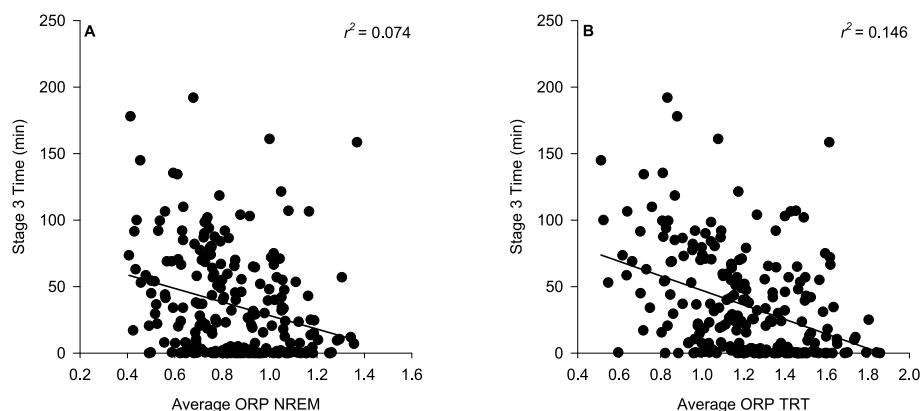 A
r² = 0.074
Stage 3 Time (min)
250
200
150
100
50
0
0.4 0.6 0.8 1.0 1.2 1.4 1.6
Average ORP NREM
B
r² = 0.146
Stage 3 Time (min)
250
200
150
100
50
0
0.4 0.6 0.8 1.0 1.2 1.4 1.6 1.8 2.0
Average ORP TRT